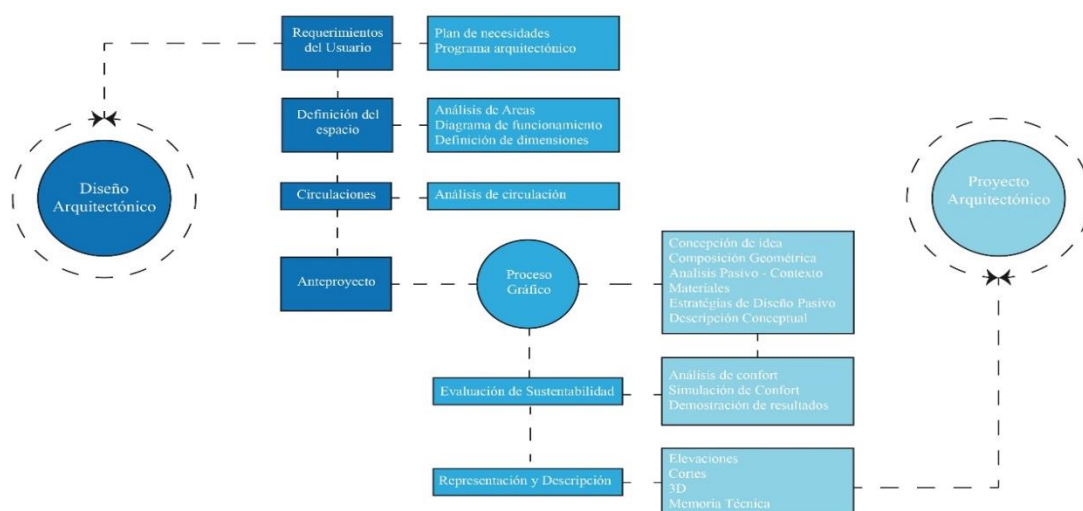 Requerimientos
del Usuario
Plan de necesidades
Programa arquitectónico
Definición del
espacio
Análisis de Areas
Diagrama de funcionamiento
Definición de dimensiones
Diseño
Arquitectónico
Circulaciones
Análisis de circulación
Proyecto
Arquitectónico
Anteproyecto
Proceso
Gráfico
Concepción de idea
Composición Geométrica
Analisis Pasivo - Contexto
Materiales
Estratégias de Diseño Pasivo
Descripción Conceptual
Evaluación de Sustentabilidad
Análisis de confort
Simulación de Confort
Demostración de resultados
Representación y Descripción
Elevaciones
Cortes
3D
Memoria Técnica